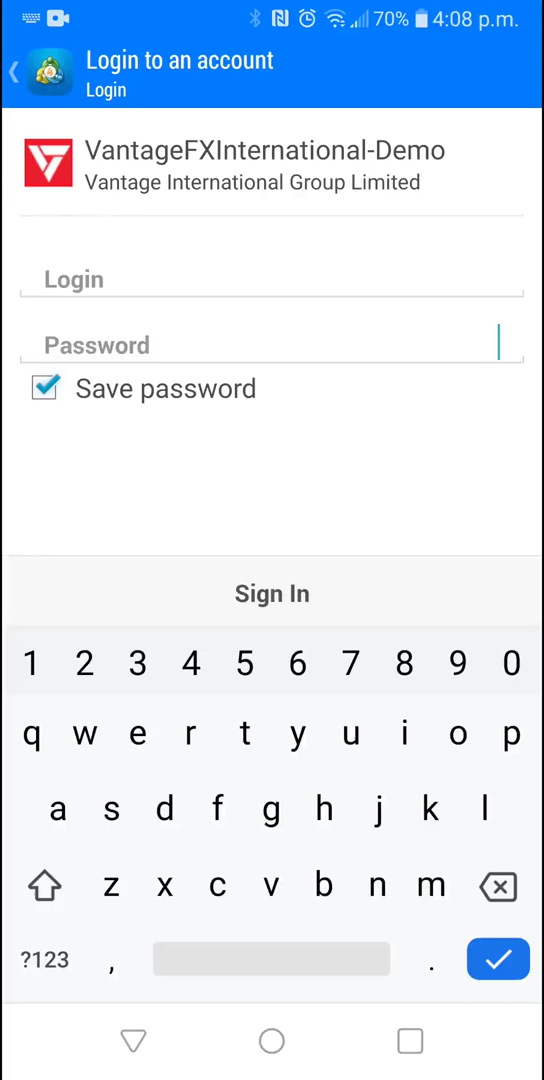 70% 4:08 p.m.
Login to an account
Login
VantageFXInternational-Demo
Vantage International Group Limited
Login
Password
Save password
Sign In
1 2 3 4 5 6 7 8 9 0
q w e r t y u i o p
a s d f g h j k l
z x c v b n m
?123 , .